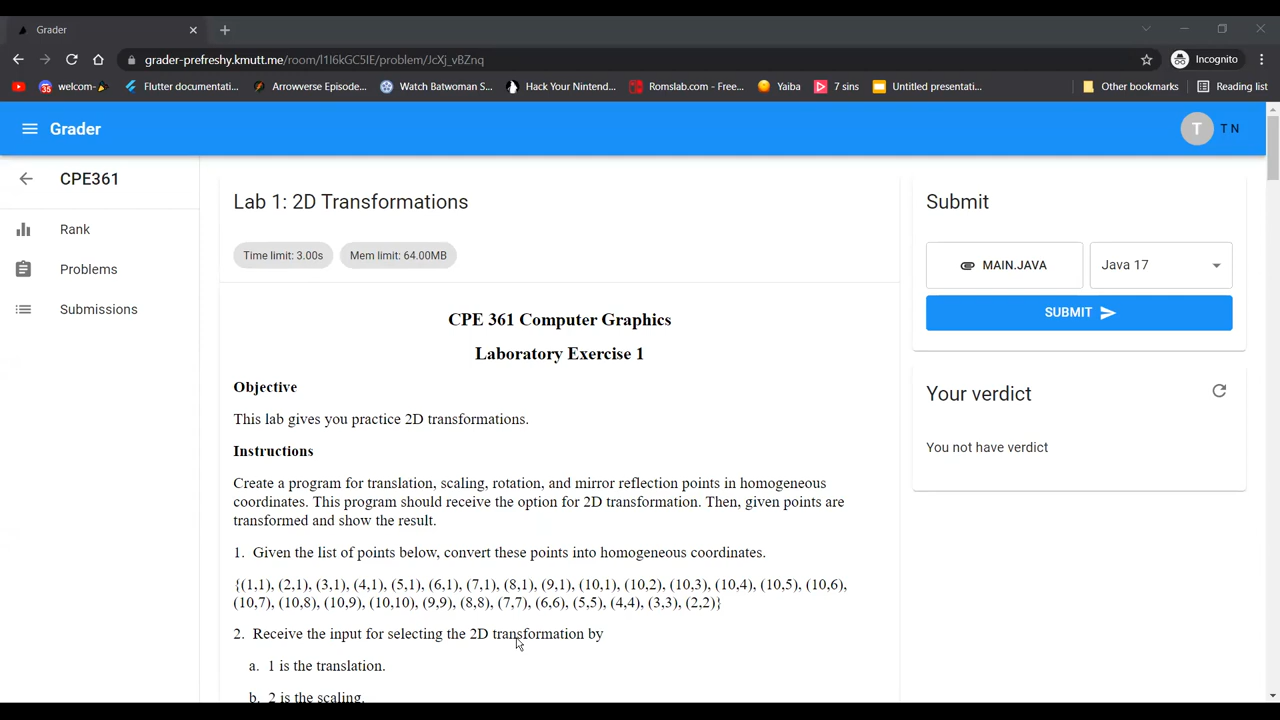 Grader
grader-prefreshy.kmutt.me/room/l1I6kGC5IE/problem/JcXj_vBZnq
Incognito
35 welcom-
Flutter documentati...
Arrowverse Episode...
Watch Batwoman S...
Hack Your Nintend...
Romslab.com - Free...
Yaiba
7 sins
Untitled presentati...
Other bookmarks
Reading list
Grader
T
T N
CPE361
Rank
Problems
Submissions
Lab 1: 2D Transformations
Time limit: 3.00s
Mem limit: 64.00MB
CPE 361 Computer Graphics
Laboratory Exercise 1
Objective
This lab gives you practice 2D transformations.
Instructions
Create a program for translation, scaling, rotation, and mirror reflection points in homogeneous
coordinates. This program should receive the option for 2D transformation. Then, given points are
transformed and show the result.
1. Given the list of points below, convert these points into homogeneous coordinates.
{(1,1), (2,1), (3,1), (4,1), (5,1), (6,1), (7,1), (8,1), (9,1), (10,1), (10,2), (10,3), (10,4), (10,5), (10,6),
(10,7), (10,8), (10,9), (10,10), (9,9), (8,8), (7,7), (6,6), (5,5), (4,4), (3,3), (2,2)}
2. Receive the input for selecting the 2D transformation by
a. 1 is the translation.
b. 2 is the scaling.
Submit
MAIN.JAVA
Java 17
SUBMIT
Your verdict
You not have verdict